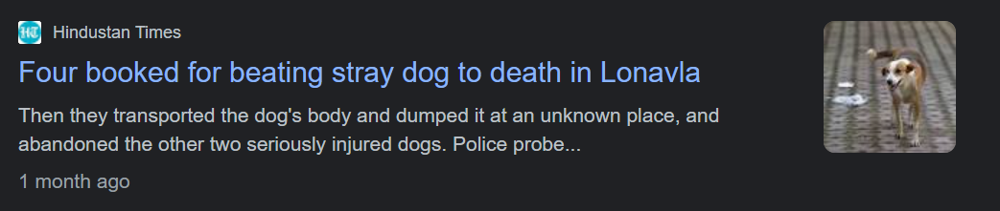 HT Hindustan Times
Four booked for beating stray dog to death in Lonavla
Then they transported the dog's body and dumped it at an unknown place, and
abandoned the other two seriously injured dogs. Police probe...
1 month ago